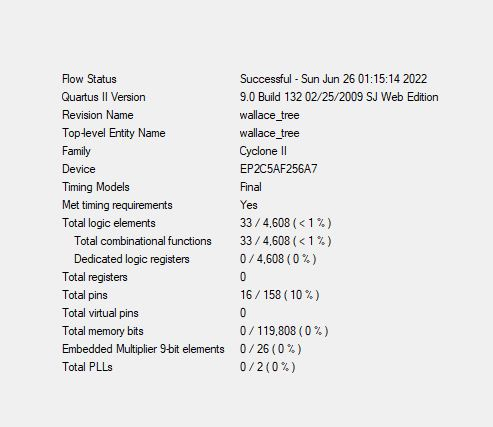 Flow Status Successful - Sun Jun 26 01:15:14 2022
Quartus II Version 9.0 Build 132 02/25/2009 SJ Web Edition
Revision Name wallace_tree
Top-level Entity Name wallace_tree
Family Cyclone II
Device EP2C5AF256A7
Timing Models Final
Met timing requirements Yes
Total logic elements 33 / 4,608 ( < 1 % )
Total combinational functions 33 / 4,608 ( < 1 % )
Dedicated logic registers 0 / 4,608 ( 0 % )
Total registers 0
Total pins 16 / 158 ( 10 % )
Total virtual pins 0
Total memory bits 0 / 119,808 ( 0 % )
Embedded Multiplier 9-bit elements 0 / 26 ( 0 % )
Total PLLs 0 / 2 ( 0 % )